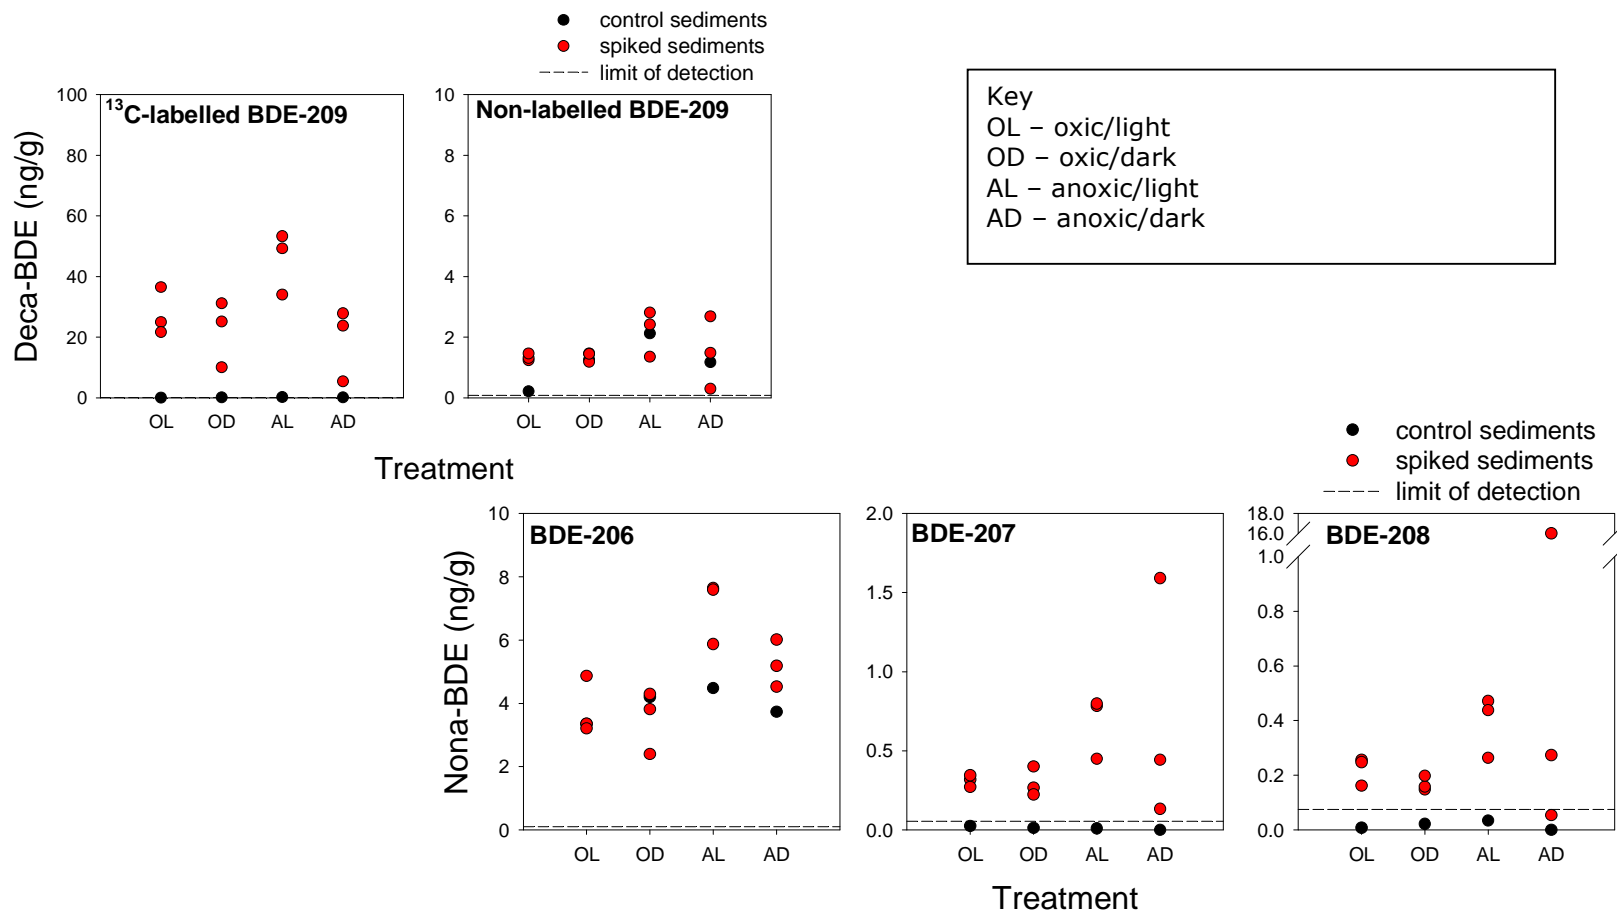 control sediments
spiked sediments
limit of detection
Deca-BDE (ng/g)
100
80
60
40
20
0
¹³C-labelled BDE-209
OL OD AL AD
10
8
6
4
2
0
Non-labelled BDE-209
OL OD AL AD
Treatment
Key
OL – oxic/light
OD – oxic/dark
AL – anoxic/light
AD – anoxic/dark
control sediments
spiked sediments
limit of detection
Nona-BDE (ng/g)
10
8
6
4
2
0
BDE-206
OL OD AL AD
2.0
1.5
1.0
0.5
0.0
BDE-207
OL OD AL AD
18.0
16.0
1.0
0.8
0.6
0.4
0.2
0.0
BDE-208
OL OD AL AD
Treatment